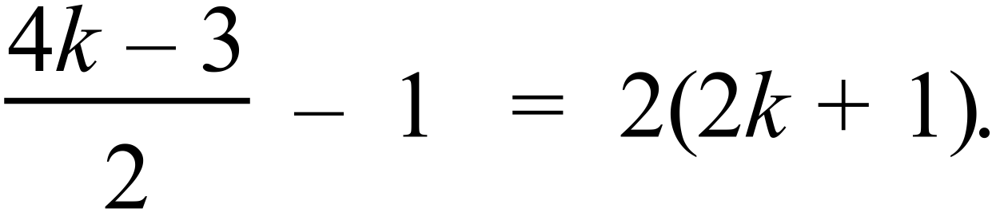 (4k – 3)/2 – 1 = 2(2k + 1).